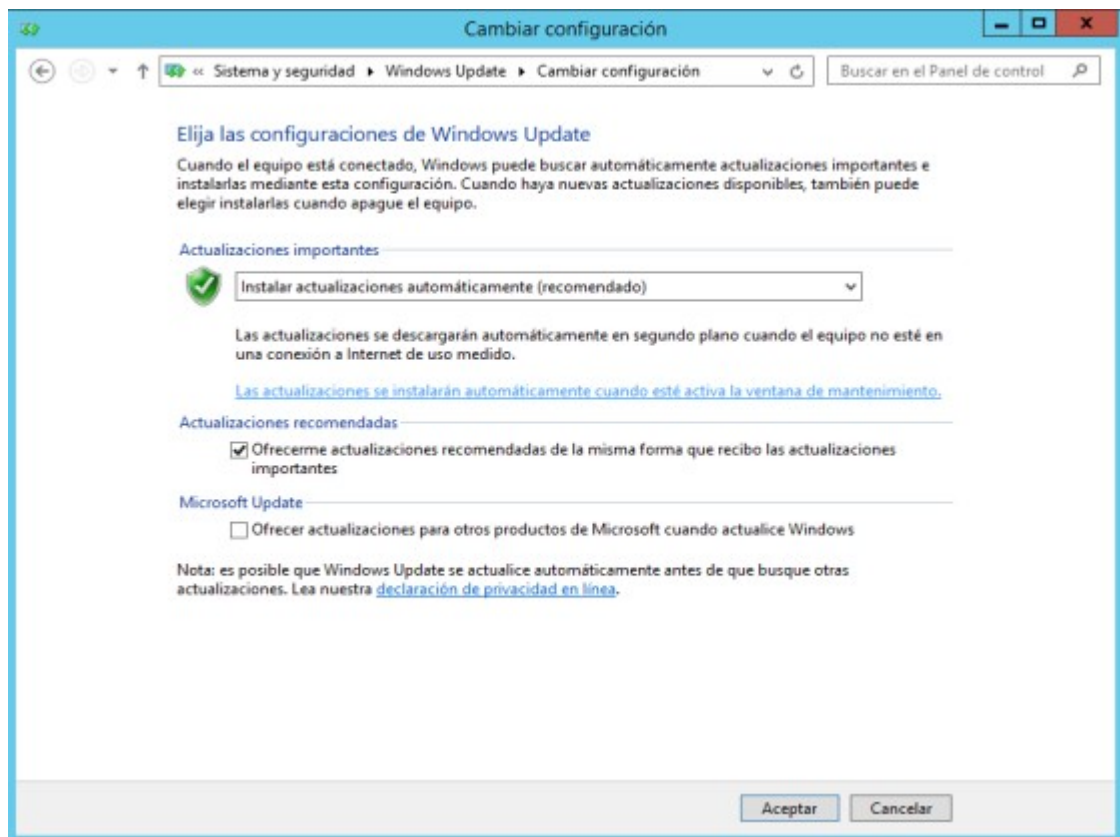 Cambiar configuración
« Sistema y seguridad ▸ Windows Update ▸ Cambiar configuración
Buscar en el Panel de control
Elija las configuraciones de Windows Update
Cuando el equipo está conectado, Windows puede buscar automáticamente actualizaciones importantes e
instalarlas mediante esta configuración. Cuando haya nuevas actualizaciones disponibles, también puede
elegir instalarlas cuando apague el equipo.
Actualizaciones importantes
Instalar actualizaciones automáticamente (recomendado)
Las actualizaciones se descargarán automáticamente en segundo plano cuando el equipo no esté en
una conexión a Internet de uso medido.
Las actualizaciones se instalarán automáticamente cuando esté activa la ventana de mantenimiento.
Actualizaciones recomendadas
Ofrecerme actualizaciones recomendadas de la misma forma que recibo las actualizaciones
importantes
Microsoft Update
Ofrecer actualizaciones para otros productos de Microsoft cuando actualice Windows
Nota: es posible que Windows Update se actualice automáticamente antes de que busque otras
actualizaciones. Lea nuestra declaración de privacidad en línea.
Aceptar
Cancelar